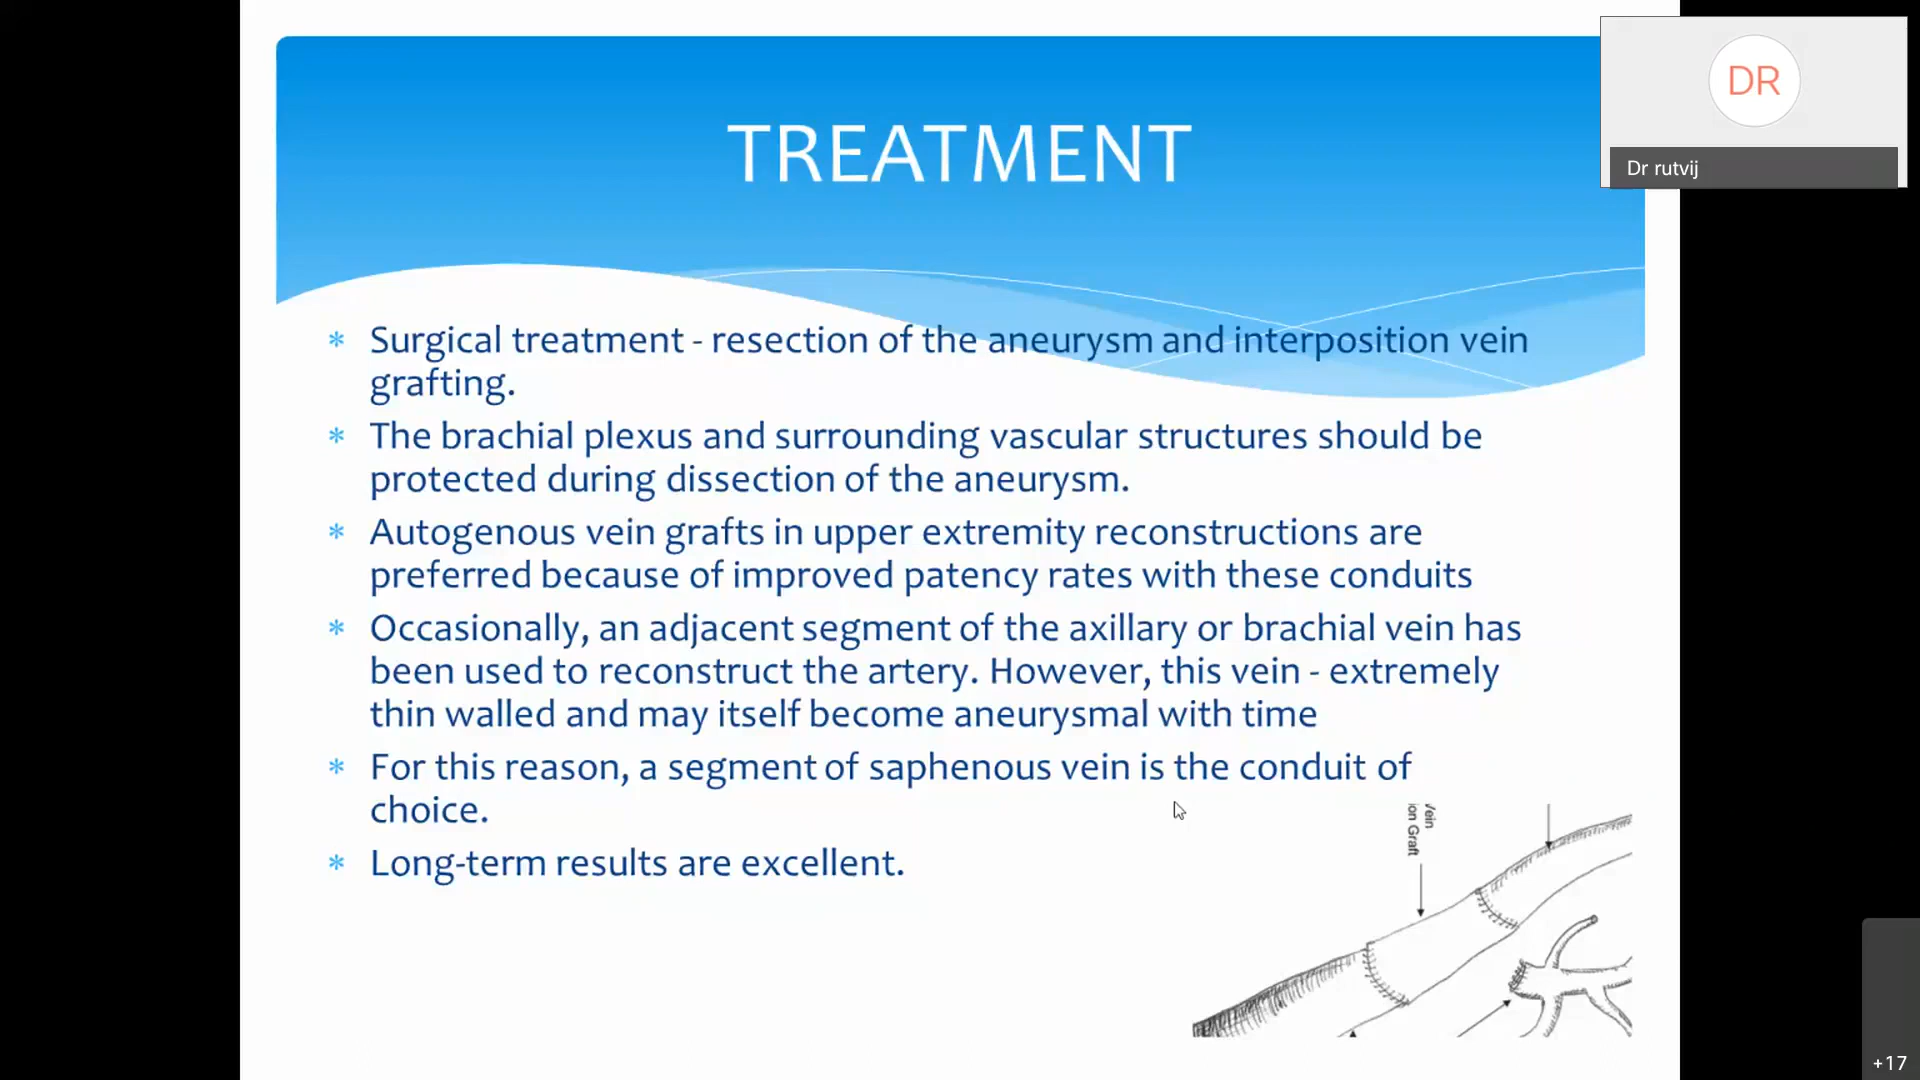 TREATMENT
DR
Dr rutvij
* Surgical treatment - resection of the aneurysm and interposition vein
grafting.
* The brachial plexus and surrounding vascular structures should be
protected during dissection of the aneurysm.
* Autogenous vein grafts in upper extremity reconstructions are
preferred because of improved patency rates with these conduits
* Occasionally, an adjacent segment of the axillary or brachial vein has
been used to reconstruct the artery. However, this vein - extremely
thin walled and may itself become aneurysmal with time
* For this reason, a segment of saphenous vein is the conduit of
choice.
* Long-term results are excellent.
Vein
ion Graft
+17